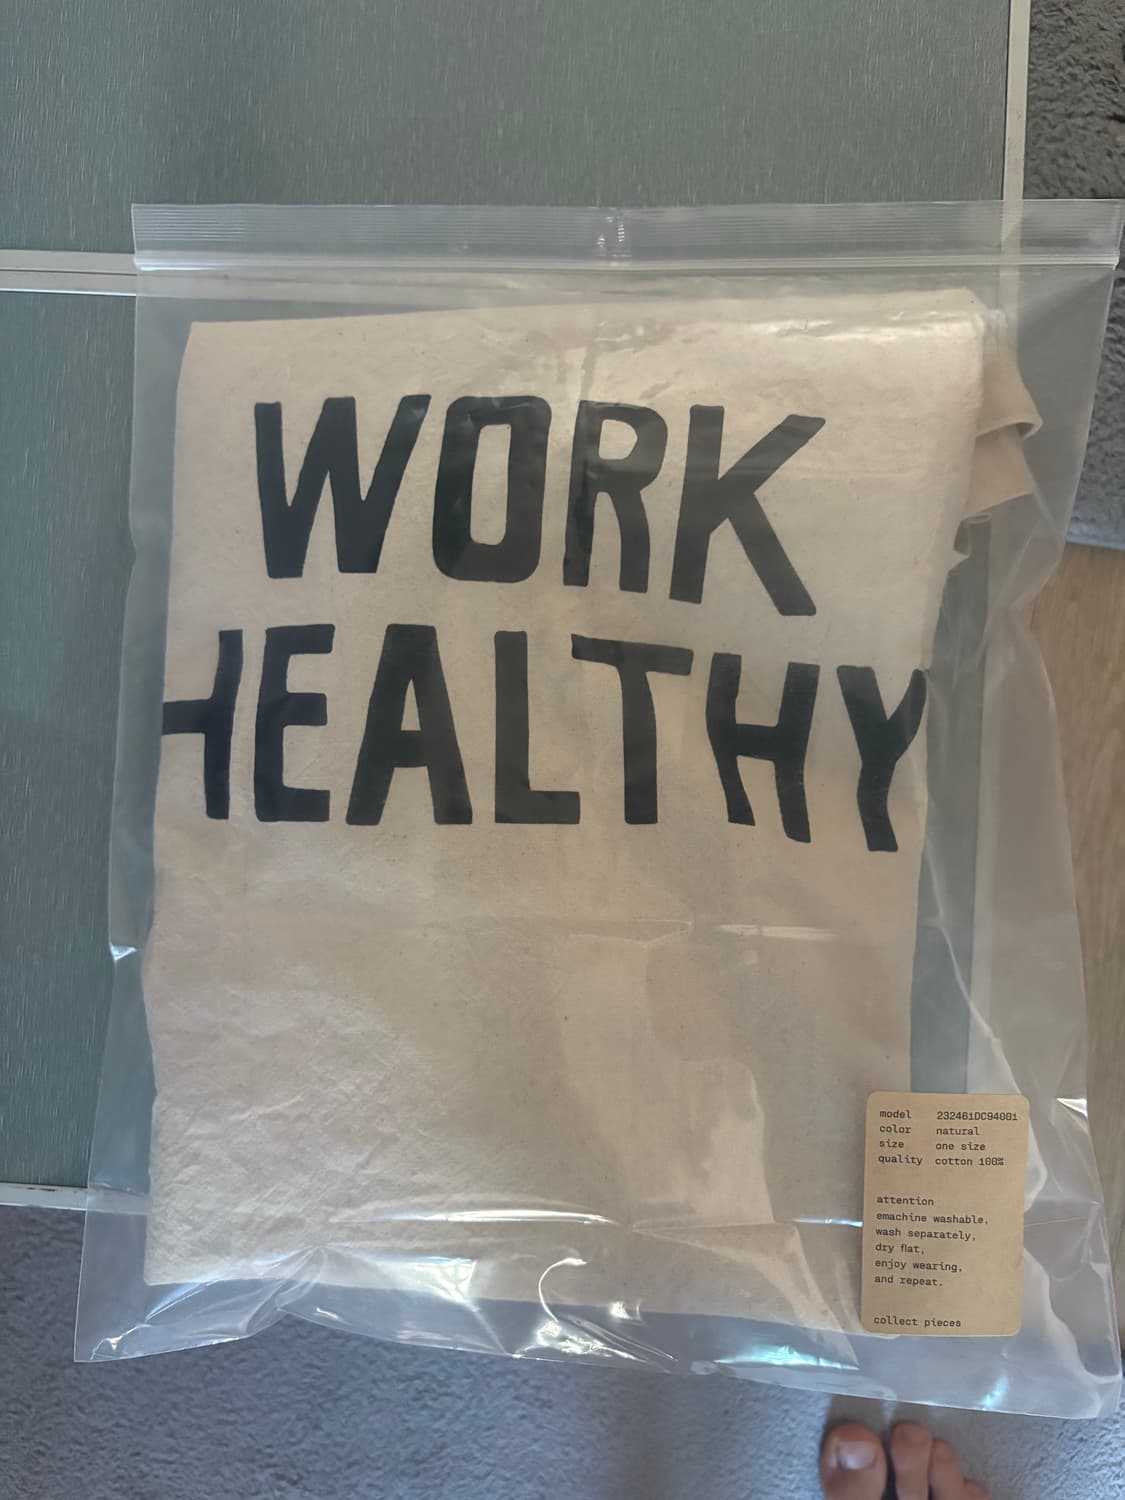 WORK
HEALTHY
model 232461DC94001
color natural
size one size
quality cotton 100%
attention
emachine washable,
wash separately,
dry flat,
enjoy wearing,
and repeat.
collect pieces